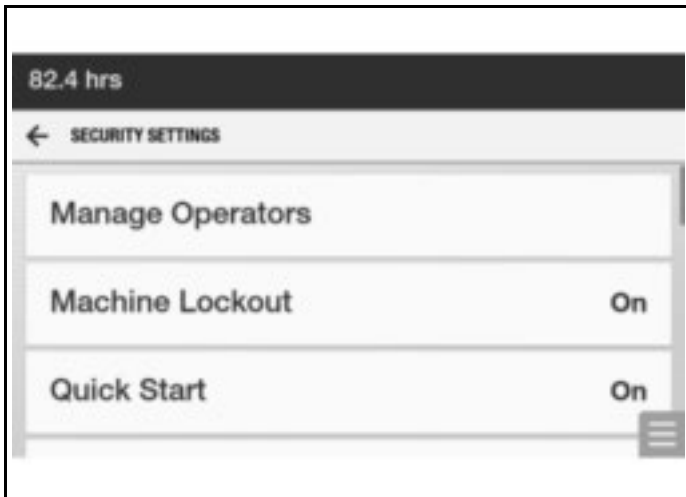 82.4 hrs
SECURITY SETTINGS
Manage Operators
Machine Lockout On
Quick Start On